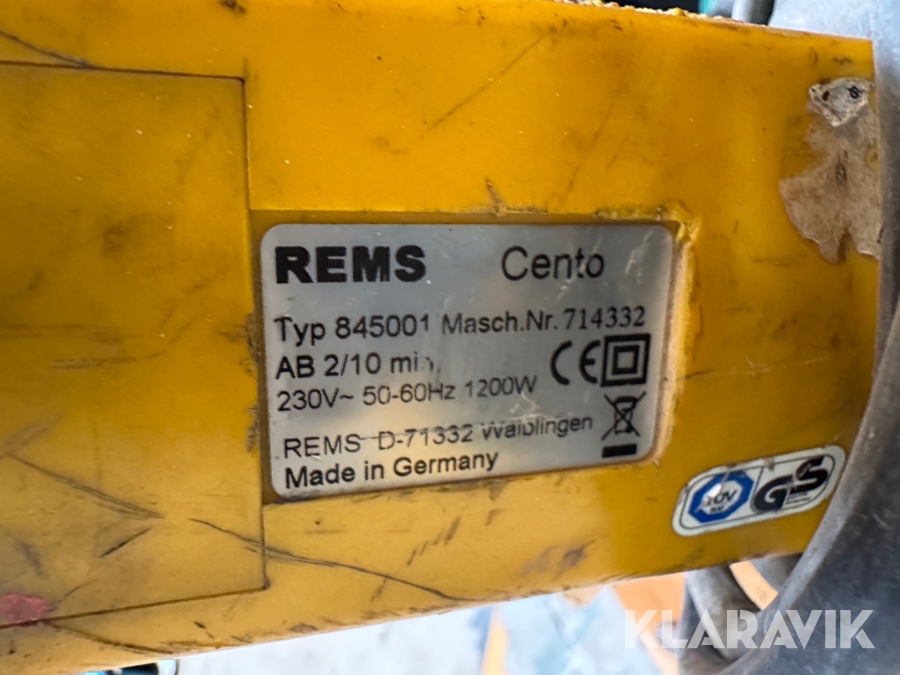 REMS Cento
Typ 845001 Masch.Nr. 714332
AB 2/10 min.
230V~ 50-60Hz 1200W
CE
REMS D-71332 Waiblingen
Made in Germany
GS
KLARAVIK